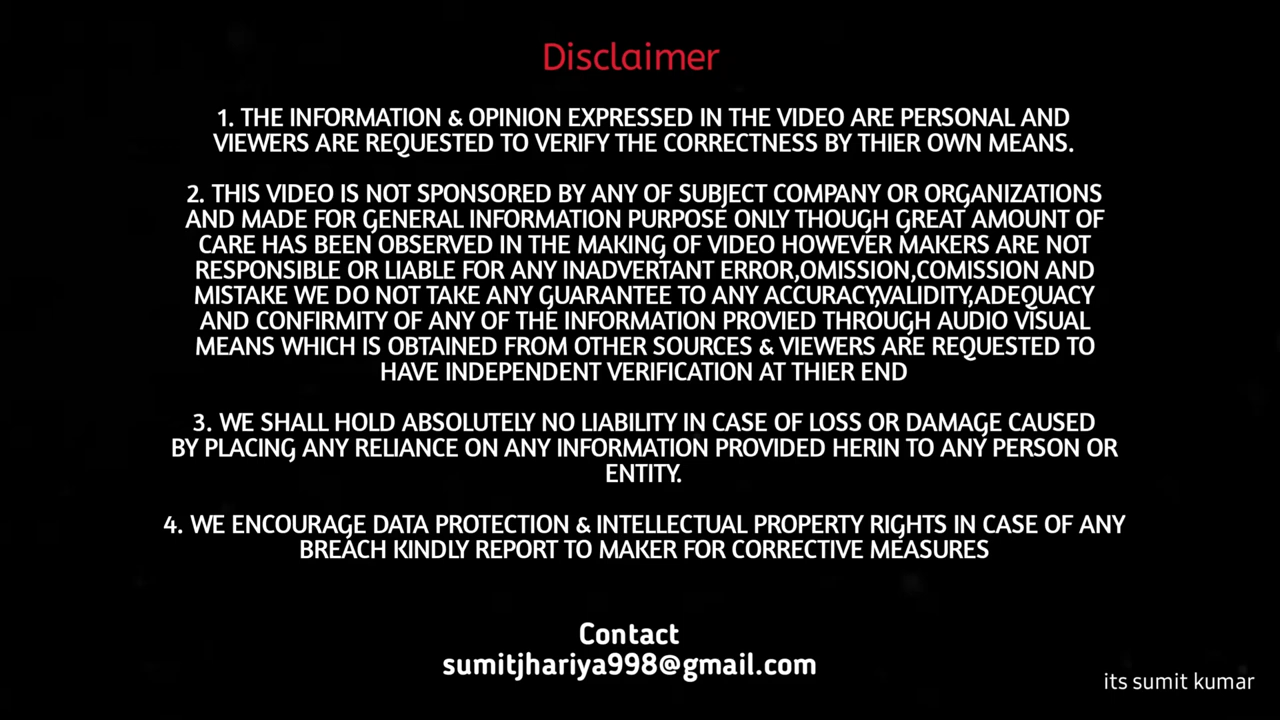 Disclaimer
1. THE INFORMATION & OPINION EXPRESSED IN THE VIDEO ARE PERSONAL AND
VIEWERS ARE REQUESTED TO VERIFY THE CORRECTNESS BY THIER OWN MEANS.
2. THIS VIDEO IS NOT SPONSORED BY ANY OF SUBJECT COMPANY OR ORGANIZATIONS
AND MADE FOR GENERAL INFORMATION PURPOSE ONLY THOUGH GREAT AMOUNT OF
CARE HAS BEEN OBSERVED IN THE MAKING OF VIDEO HOWEVER MAKERS ARE NOT
RESPONSIBLE OR LIABLE FOR ANY INADVERTANT ERROR,OMISSION,COMISSION AND
MISTAKE WE DO NOT TAKE ANY GUARANTEE TO ANY ACCURACY,VALIDITY,ADEQUACY
AND CONFIRMITY OF ANY OF THE INFORMATION PROVIED THROUGH AUDIO VISUAL
MEANS WHICH IS OBTAINED FROM OTHER SOURCES & VIEWERS ARE REQUESTED TO
HAVE INDEPENDENT VERIFICATION AT THIER END
3. WE SHALL HOLD ABSOLUTELY NO LIABILITY IN CASE OF LOSS OR DAMAGE CAUSED
BY PLACING ANY RELIANCE ON ANY INFORMATION PROVIDED HERIN TO ANY PERSON OR
ENTITY.
4. WE ENCOURAGE DATA PROTECTION & INTELLECTUAL PROPERTY RIGHTS IN CASE OF ANY
BREACH KINDLY REPORT TO MAKER FOR CORRECTIVE MEASURES
Contact
sumitjhariya998@gmail.com
its sumit kumar